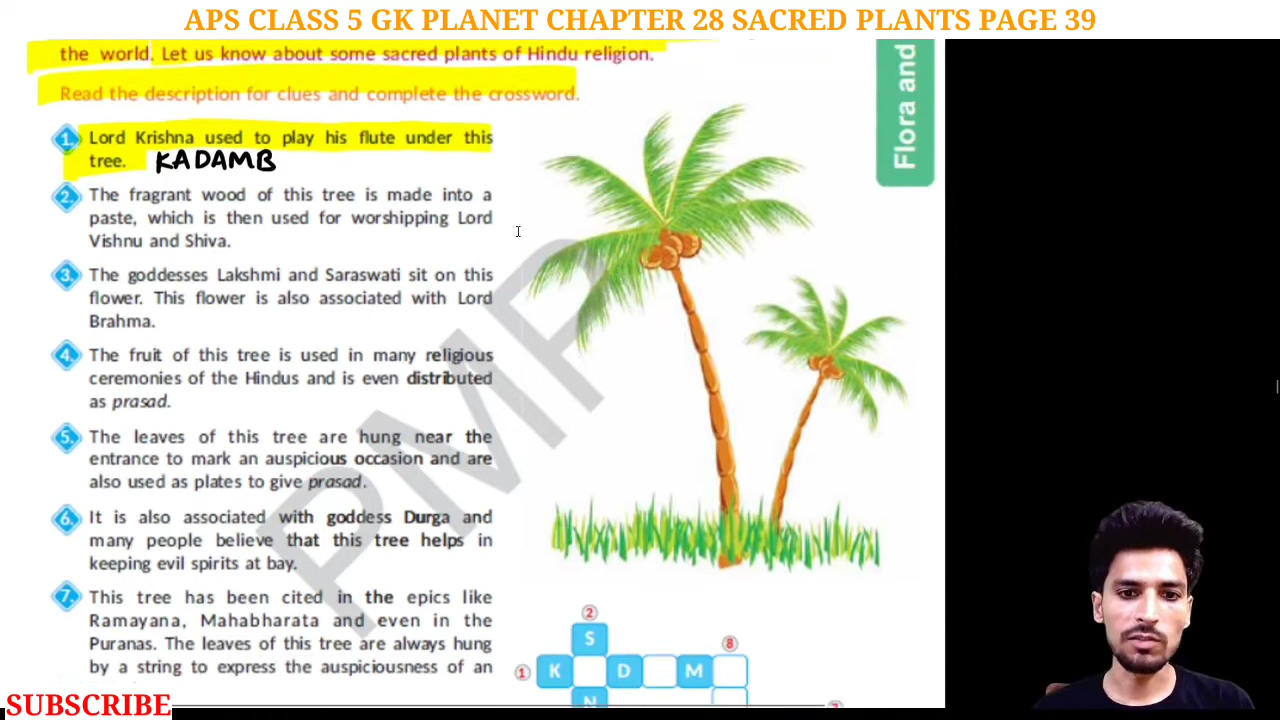 APS CLASS 5 GK PLANET CHAPTER 28 SACRED PLANTS PAGE 39
the world. Let us know about some sacred plants of Hindu religion.
Read the description for clues and complete the crossword.
1. Lord Krishna used to play his flute under this
tree. KADAMB
2. The fragrant wood of this tree is made into a
paste, which is then used for worshipping Lord
Vishnu and Shiva.
3. The goddesses Lakshmi and Saraswati sit on this
flower. This flower is also associated with Lord
Brahma.
4. The fruit of this tree is used in many religious
ceremonies of the Hindus and is even distributed
as prasad.
5. The leaves of this tree are hung near the
entrance to mark an auspicious occasion and are
also used as plates to give prasad.
6. It is also associated with goddess Durga and
many people believe that this tree helps in
keeping evil spirits at bay.
7. This tree has been cited in the epics like
Ramayana, Mahabharata and even in the
Puranas. The leaves of this tree are always hung
by a string to express the auspiciousness of an
Flora and
PMP
2
S
8
1 K D M
N
SUBSCRIBE